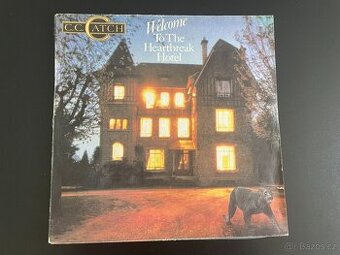 C.C. CATCH
Welcome
To The
Heartbreak
Hotel